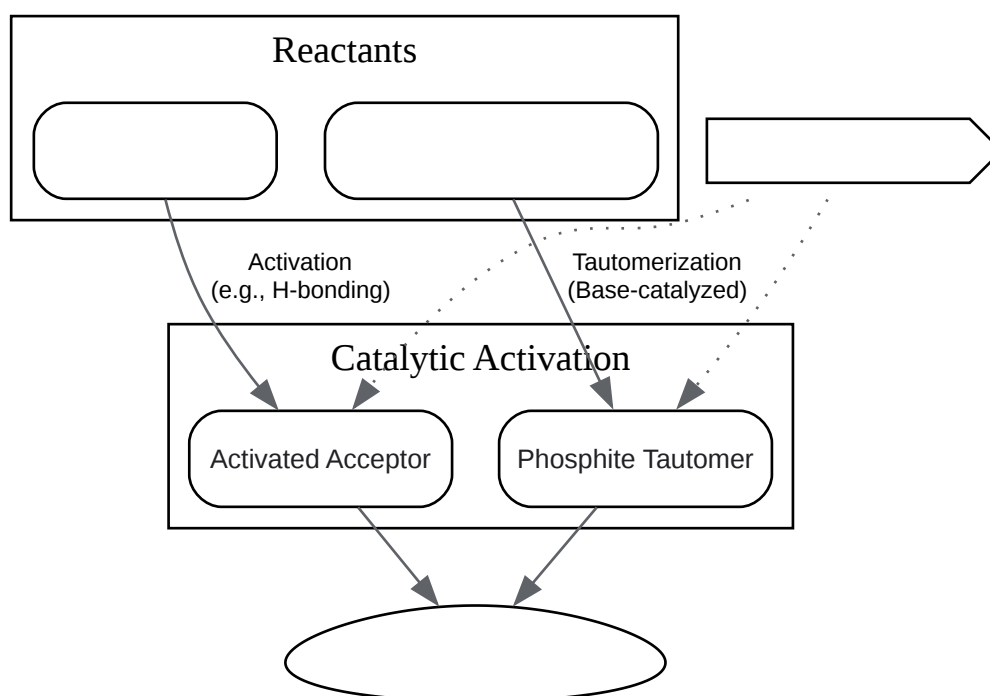 Reactants
Activation
(e.g., H-bonding)
Tautomerization
(Base-catalyzed)
Catalytic Activation
Activated Acceptor
Phosphite Tautomer